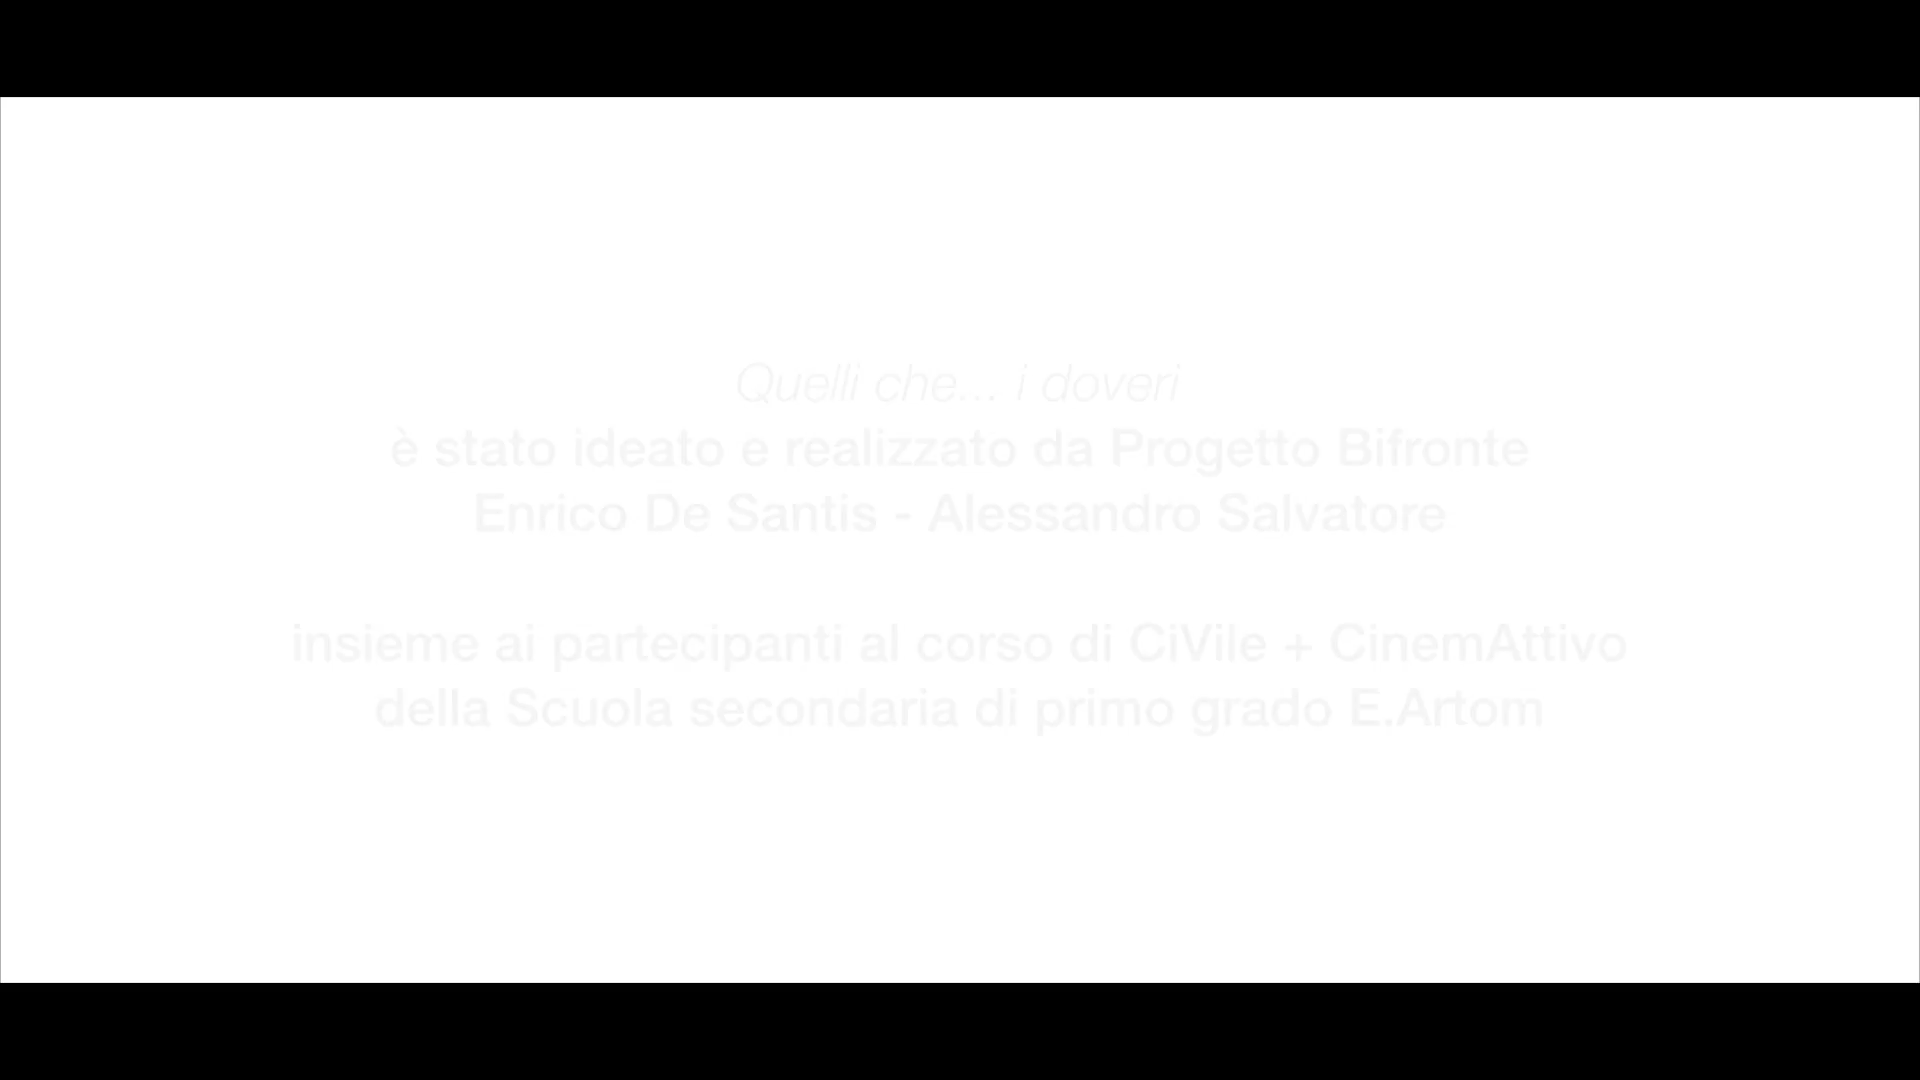 Quelli che... i doveri
è stato ideato e realizzato da Progetto Bifronte
Enrico De Santis - Alessandro Salvatore
insieme ai partecipanti al corso di CiVile + CinemAttivo
della Scuola secondaria di primo grado E.Artom